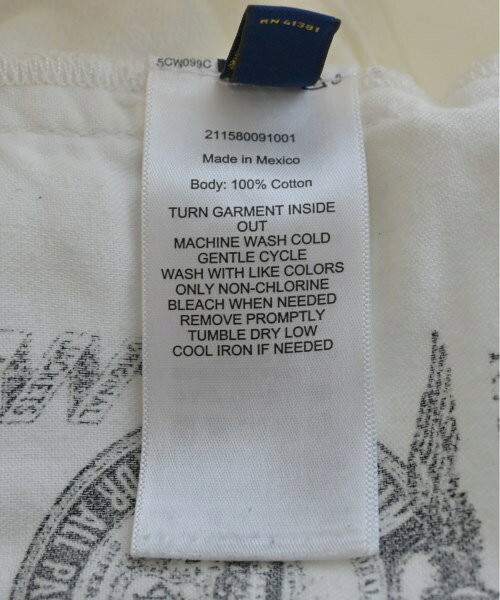 RN 41381
5CW099C
211580091001
Made in Mexico
Body: 100% Cotton
TURN GARMENT INSIDE
OUT
MACHINE WASH COLD
GENTLE CYCLE
WASH WITH LIKE COLORS
ONLY NON-CHLORINE
BLEACH WHEN NEEDED
REMOVE PROMPTLY
TUMBLE DRY LOW
COOL IRON IF NEEDED